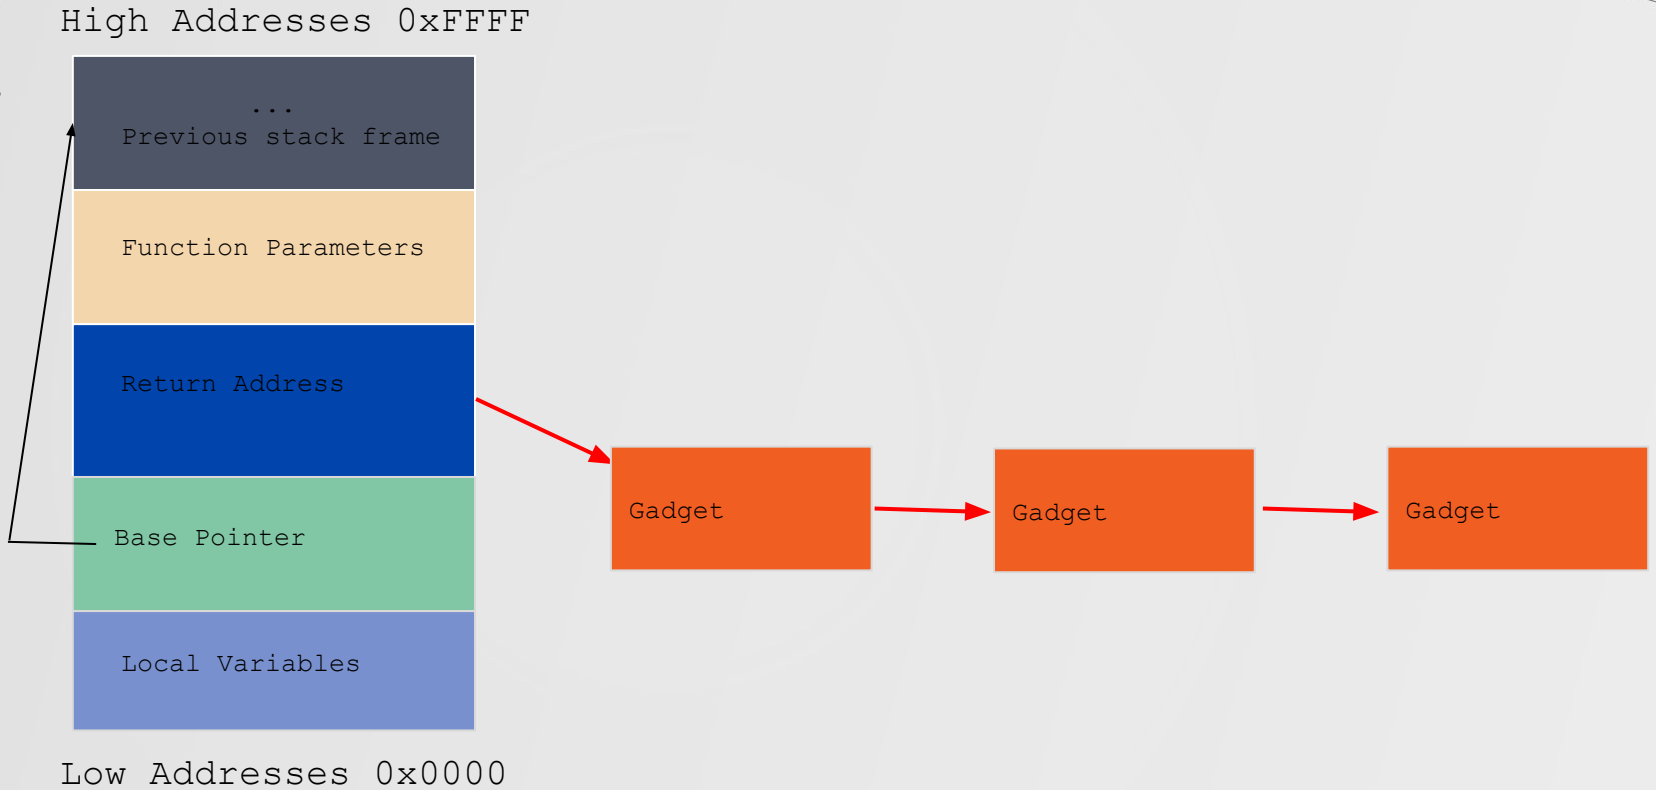 High Addresses 0xFFFF
...
Previous stack frame
Function Parameters
Return Address
Base Pointer
Local Variables
Gadget
Gadget
Gadget
Low Addresses 0x0000